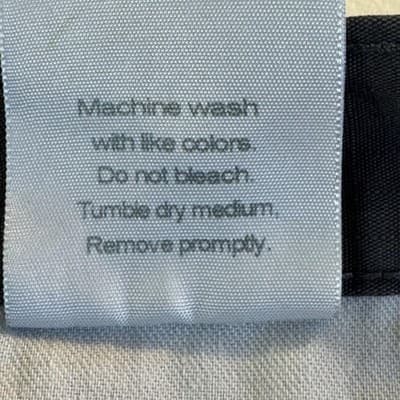 Machine wash
with like colors.
Do not bleach.
Tumble dry medium.
Remove promptly.